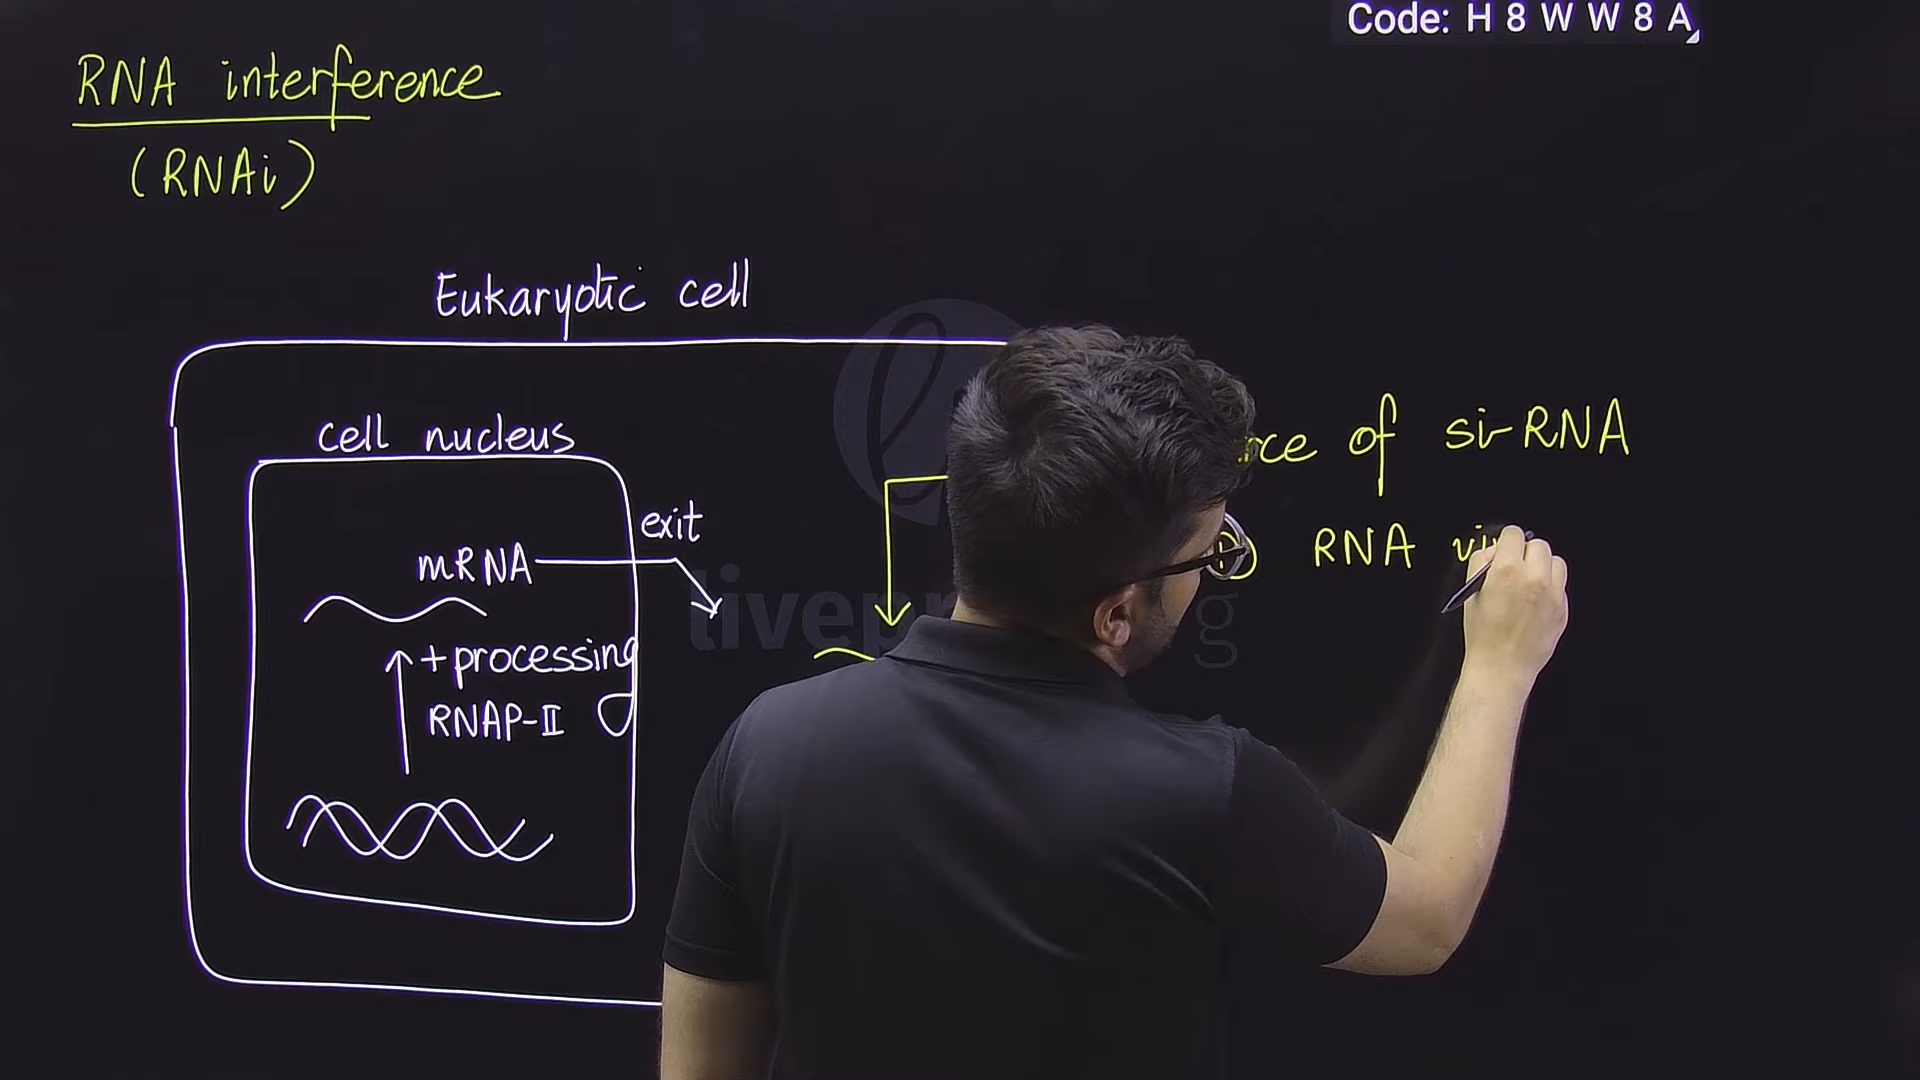 Code: H 8 W W 8 A
RNA interference
(RNAi)
Eukaryotic cell
cell nucleus
of si-RNA
exit
RNA
mRNA
+processing
RNAP-II